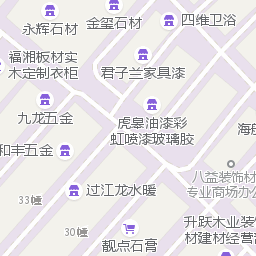 永辉石材
金玺石材
四维卫浴
福湘板材实
木定制衣柜
君子兰家具漆
九龙五金
虎皋油漆彩
虹喷漆玻璃胶
海
和丰五金
八益装饰材
专业商场办公
过江龙水暖
33幢
升跃木业装
材建材经营
30幢
靓点石膏